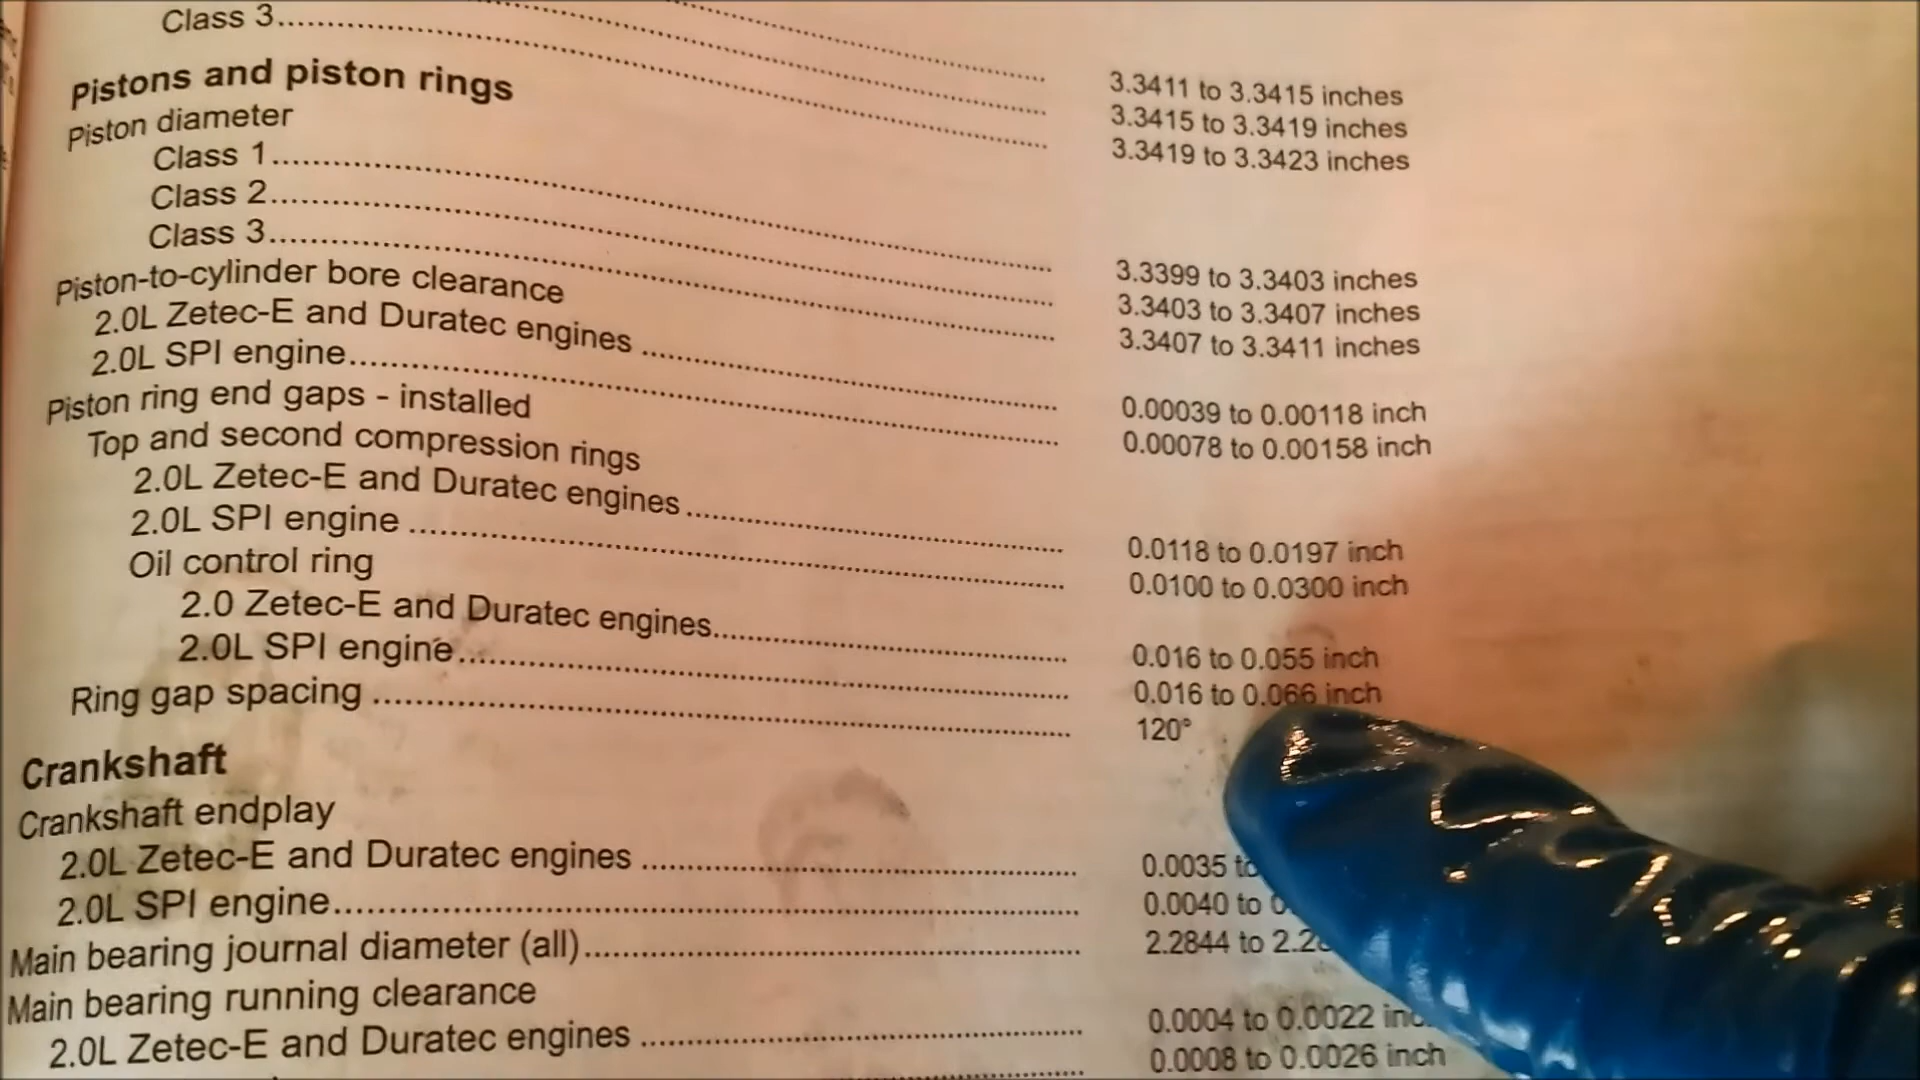 Class 3.......... 
3.3411 to 3.3415 inches
3.3415 to 3.3419 inches
3.3419 to 3.3423 inches
Pistons and piston rings
Piston diameter
Class 1.......... 3.3399 to 3.3403 inches
Class 2.......... 3.3403 to 3.3407 inches
Class 3.......... 3.3407 to 3.3411 inches
Piston-to-cylinder bore clearance
2.0L Zetec-E and Duratec engines .......... 0.00039 to 0.00118 inch
2.0L SPI engine.......... 0.00078 to 0.00158 inch
Piston ring end gaps - installed
Top and second compression rings
2.0L Zetec-E and Duratec engines.......... 0.0118 to 0.0197 inch
2.0L SPI engine .......... 0.0100 to 0.0300 inch
Oil control ring
2.0 Zetec-E and Duratec engines.......... 0.016 to 0.055 inch
2.0L SPI engine.......... 0.016 to 0.066 inch
Ring gap spacing .......... 120°
Crankshaft
Crankshaft endplay
2.0L Zetec-E and Duratec engines .......... 0.0035 to
2.0L SPI engine.......... 0.0040 to
Main bearing journal diameter (all).......... 2.2844 to
Main bearing running clearance
2.0L Zetec-E and Duratec engines .......... 0.0004 to 0.0022
0.0008 to 0.0026 inch